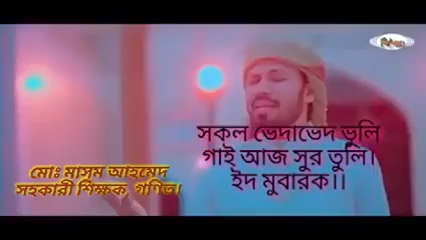 সকল ভেদাভেদ ভুলি
গাই আজ সুর তুলি।
ইদ মুবারক।।
মোঃ মাসুম আহমেদ
সহকারী শিক্ষক, গণিত।